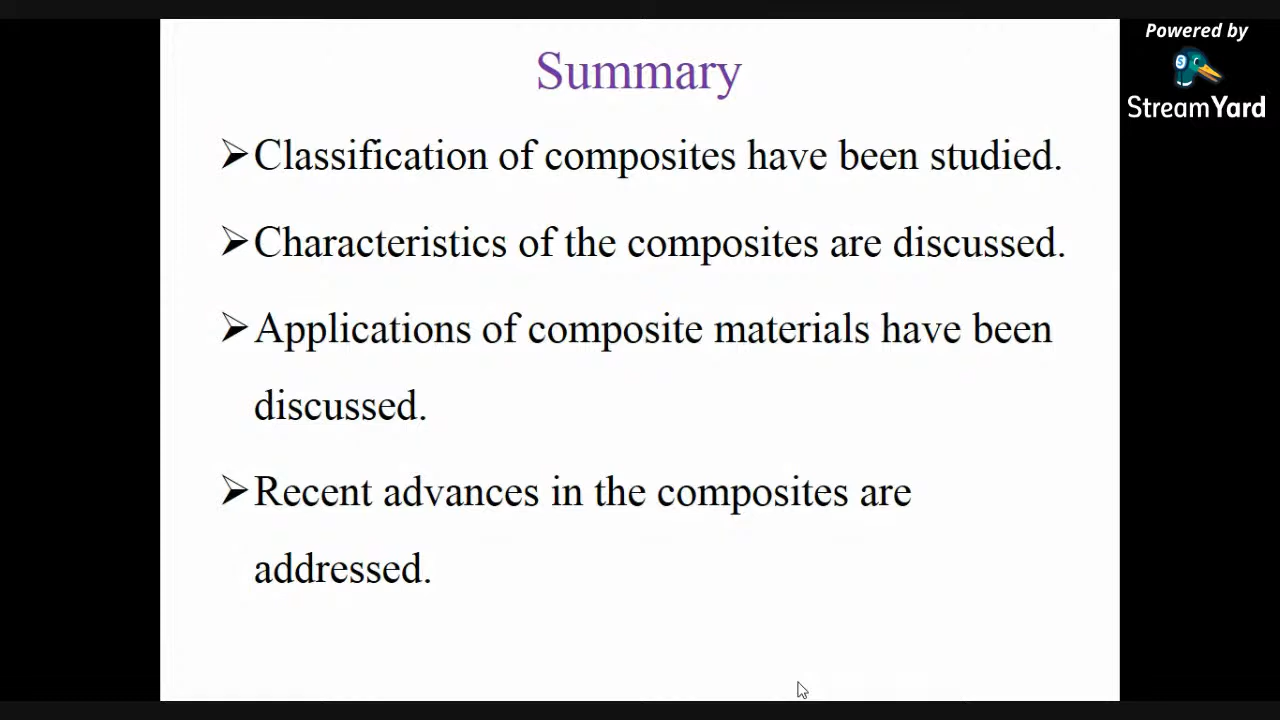 Powered by
StreamYard
Summary
➢Classification of composites have been studied.
➢Characteristics of the composites are discussed.
➢Applications of composite materials have been
discussed.
➢Recent advances in the composites are
addressed.